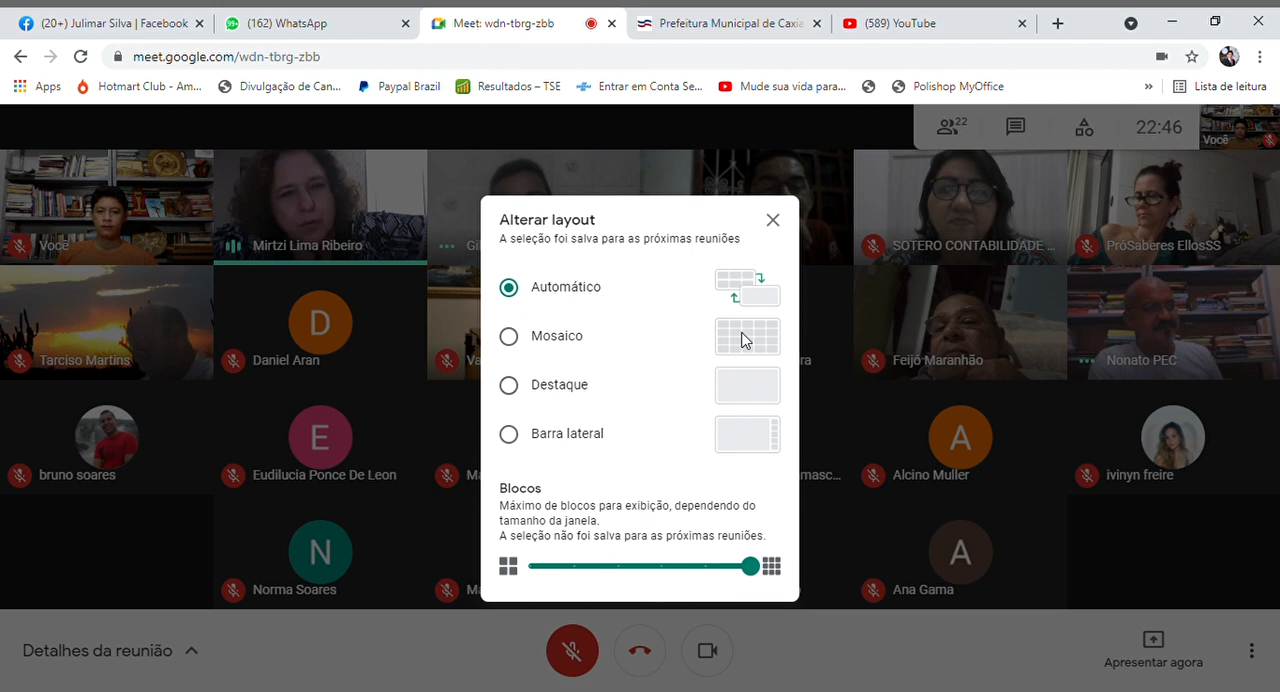 (20+) Julimar Silva | Facebook
(162) WhatsApp
Meet: wdn-tbrg-zbb
Prefeitura Municipal de Caxia
(589) YouTube
meet.google.com/wdn-tbrg-zbb
Apps
Hotmart Club - Am...
Divulgação de Can...
Paypal Brazil
Resultados – TSE
Entrar em Conta Se...
Mude sua vida para...
Polishop MyOffice
»
Lista de leitura
22
22:46
Você
Você
Mirtzi Lima Ribeiro
Gil
SOTERO CONTABILIDADE ...
PróSaberes EllosSS
Tarciso Martins
D
Daniel Aran
Va
Feijó Maranhão
Nonato PEC
bruno soares
E
Eudilucia Ponce De Leon
Ma
masc...
A
Alcino Muller
ivinyn freire
N
Norma Soares
Ma
A
Ana Gama
Alterar layout
A seleção foi salva para as próximas reuniões
Automático
Mosaico
Destaque
Barra lateral
Blocos
Máximo de blocos para exibição, dependendo do
tamanho da janela.
A seleção não foi salva para as próximas reuniões.
Detalhes da reunião
Apresentar agora